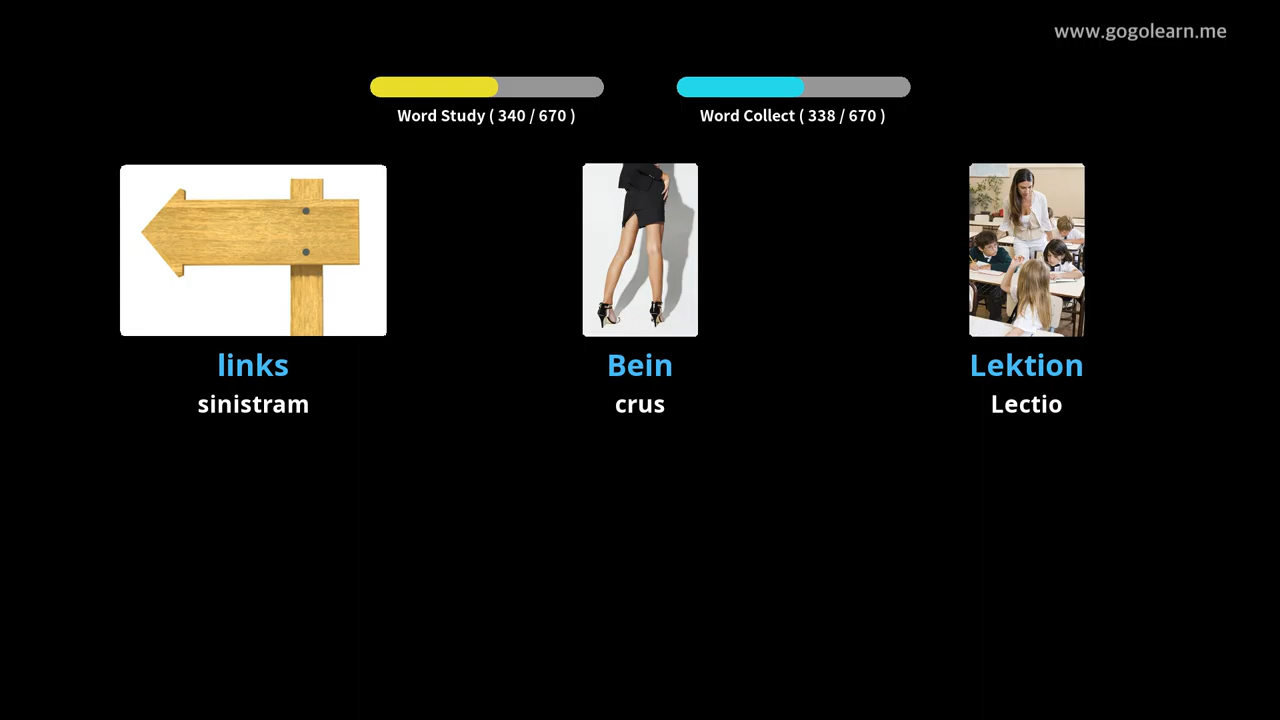 www.gogolearn.me
Word Study ( 340 / 670 )
Word Collect ( 338 / 670 )
links
sinistram
Bein
crus
Lektion
Lectio